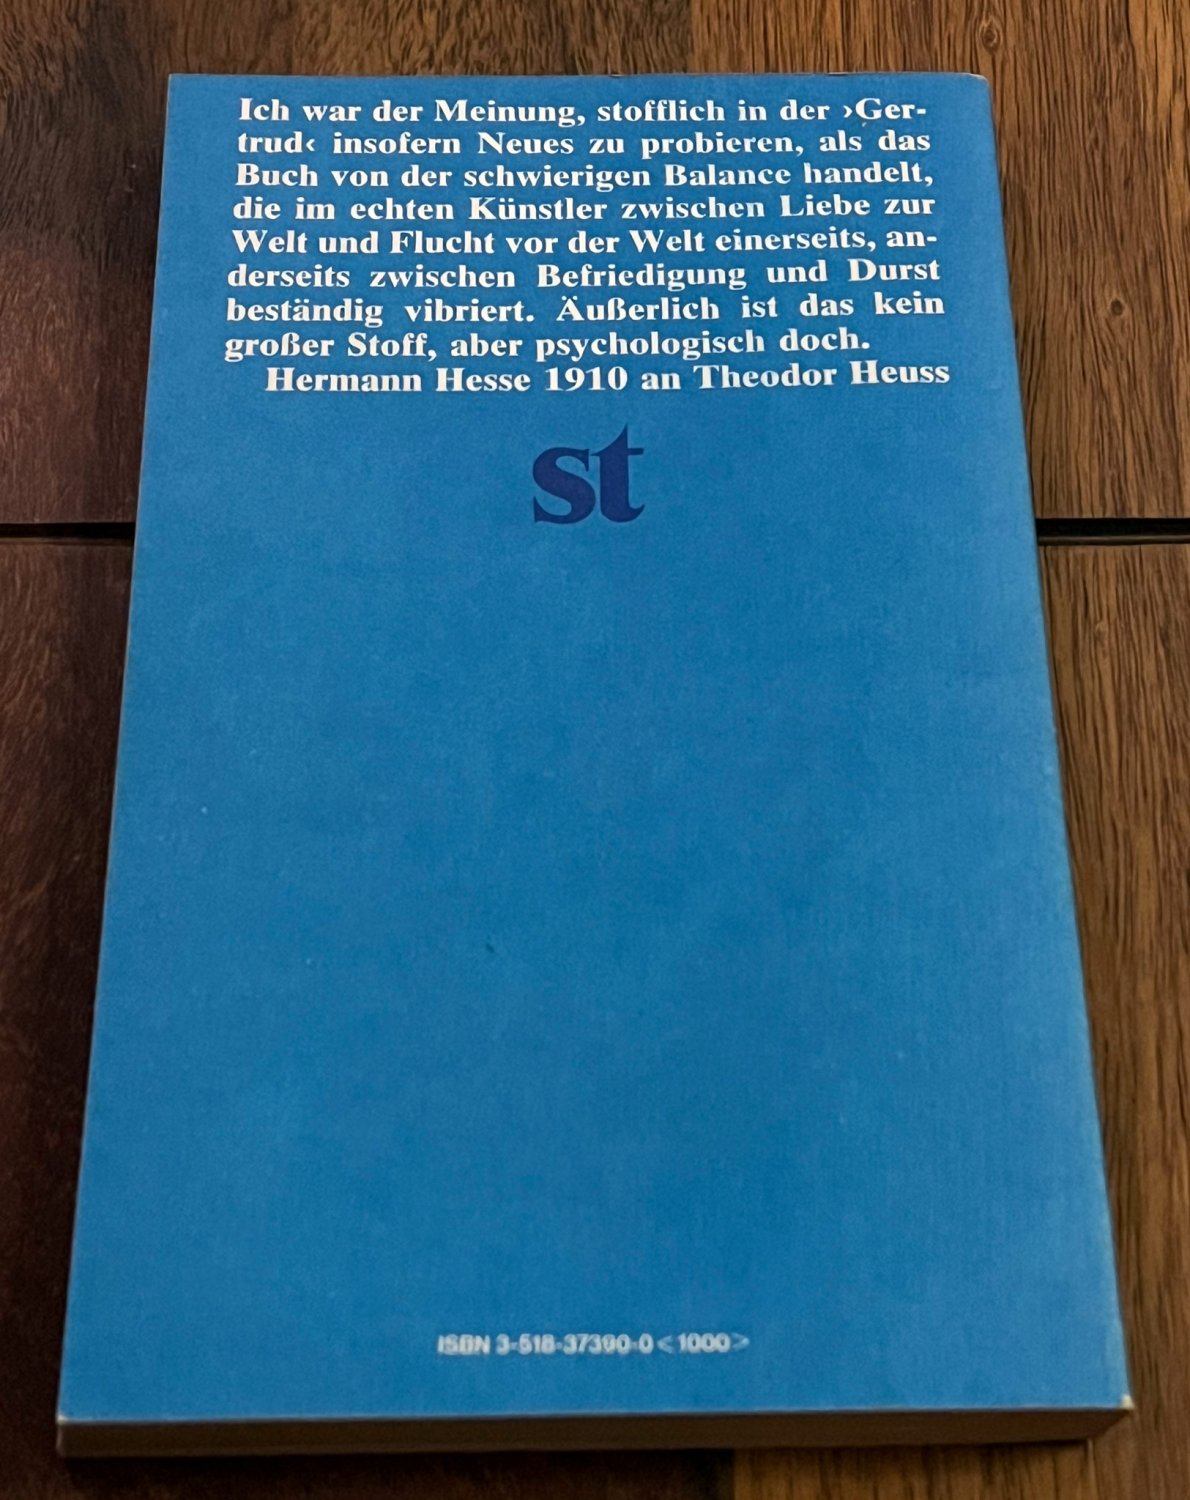 Ich war der Meinung, stofflich in der ›Ger-
trud‹ insofern Neues zu probieren, als das
Buch von der schwierigen Balance handelt,
die im echten Künstler zwischen Liebe zur
Welt und Flucht vor der Welt einerseits, an-
derseits zwischen Befriedigung und Durst
beständig vibriert. Äußerlich ist das kein
großer Stoff, aber psychologisch doch.
Hermann Hesse 1910 an Theodor Heuss
st
ISBN 3-518-37390-0 <1000>